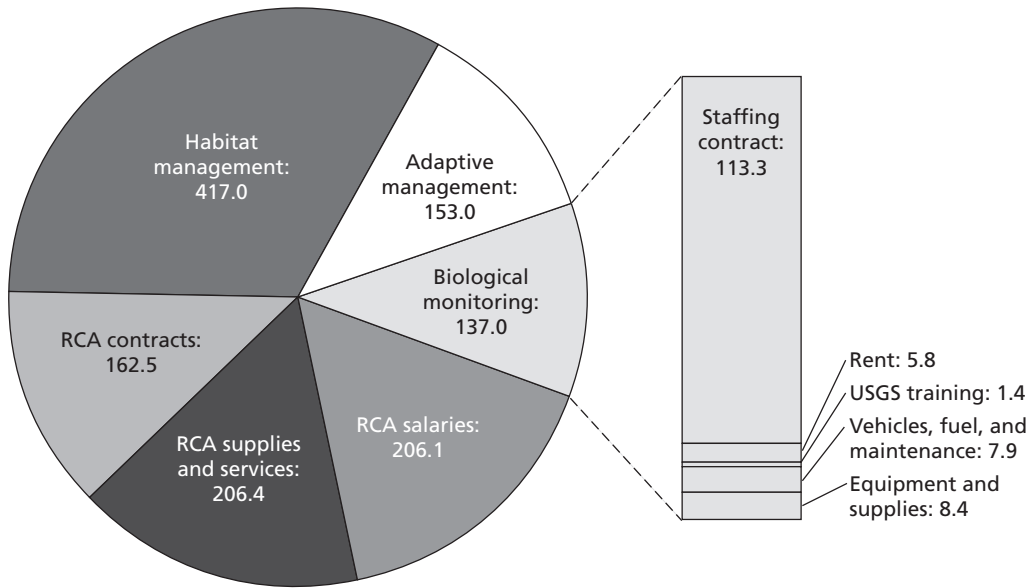 Habitat
management:
417.0
Adaptive
management:
153.0
Biological
monitoring:
137.0
RCA contracts:
162.5
RCA supplies
and services:
206.4
RCA salaries:
206.1
Staffing
contract:
113.3
Rent: 5.8
USGS training: 1.4
Vehicles, fuel, and
maintenance: 7.9
Equipment and
supplies: 8.4